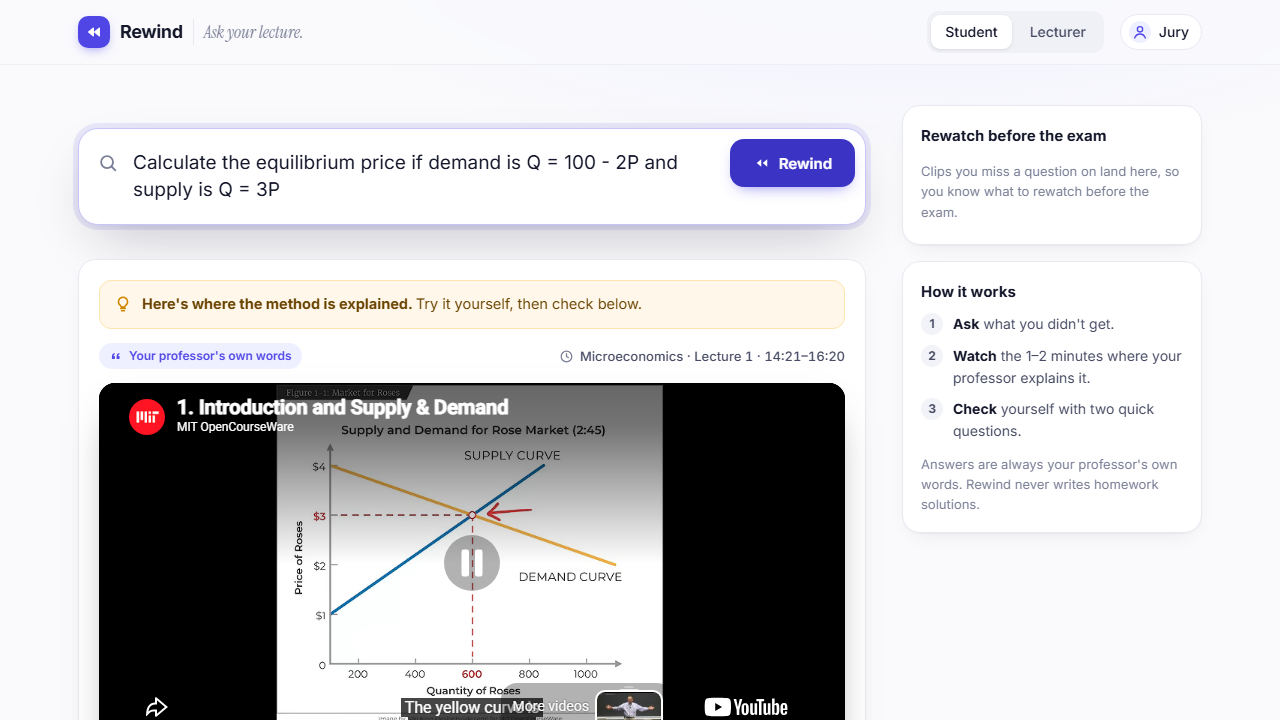 Rewind
Ask your lecture.
Student
Lecturer
Jury
Calculate the equilibrium price if demand is Q = 100 - 2P and
supply is Q = 3P
Rewind
Here's where the method is explained. Try it yourself, then check below.
Your professor's own words
Microeconomics · Lecture 1 · 14:21–16:20
Figure 1-1: Market for Roses
MIT
1. Introduction and Supply & Demand
MIT OpenCourseWare
Supply and Demand for Rose Market (2:45)
SUPPLY CURVE
$4
$3
$2
$1
0
Price of Roses
DEMAND CURVE
200
400
600
800
1000
Quantity of Roses
The yellow
More videos
YouTube
Rewatch before the exam
Clips you miss a question on land here, so
you know what to rewatch before the
exam.
How it works
1 Ask what you didn't get.
2 Watch the 1–2 minutes where your
professor explains it.
3 Check yourself with two quick
questions.
Answers are always your professor's own
words. Rewind never writes homework
solutions.